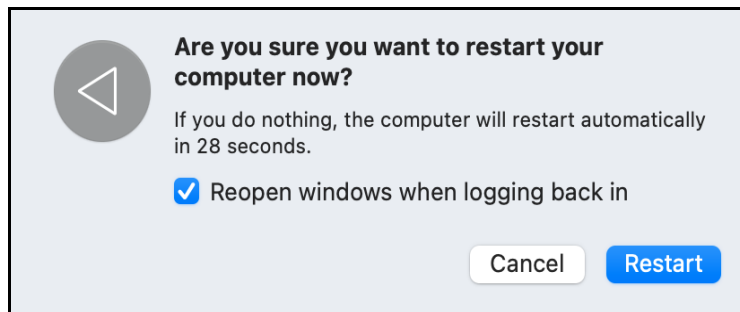 Are you sure you want to restart your
computer now?
If you do nothing, the computer will restart automatically
in 28 seconds.
Reopen windows when logging back in
Cancel
Restart